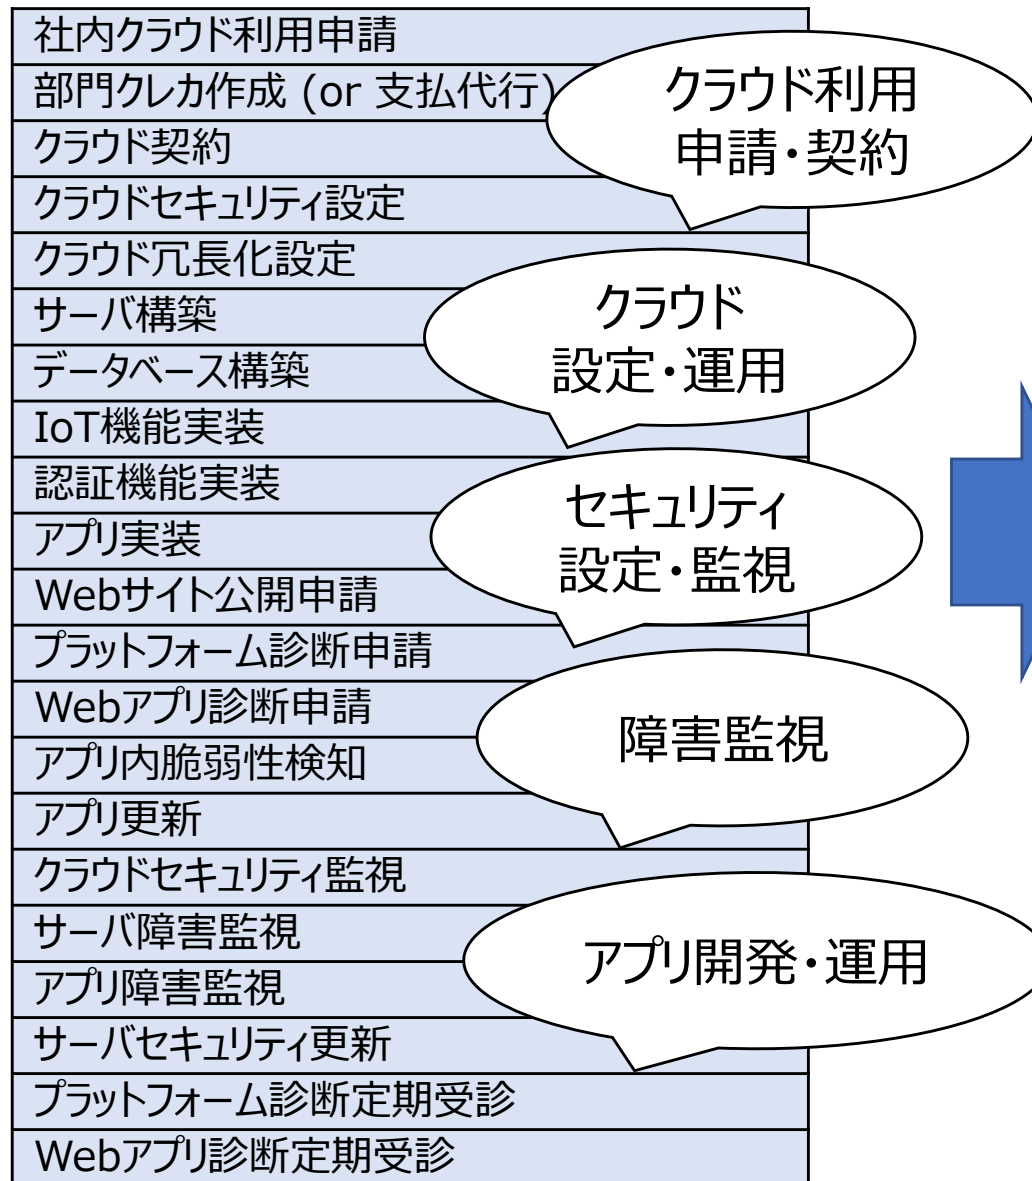 社内クラウド利用申請
部門クレカ作成 (or 支払代行)
クラウド契約
クラウドセキュリティ設定
クラウド冗長化設定
サーバ構築
データベース構築
IoT機能実装
認証機能実装
アプリ実装
Webサイト公開申請
プラットフォーム診断申請
Webアプリ診断申請
アプリ内脆弱性検知
アプリ更新
クラウドセキュリティ監視
サーバ障害監視
アプリ障害監視
サーバセキュリティ更新
プラットフォーム診断定期受診
Webアプリ診断定期受診
クラウド利用
申請・契約
クラウド
設定・運用
セキュリティ
設定・監視
障害監視
アプリ開発・運用